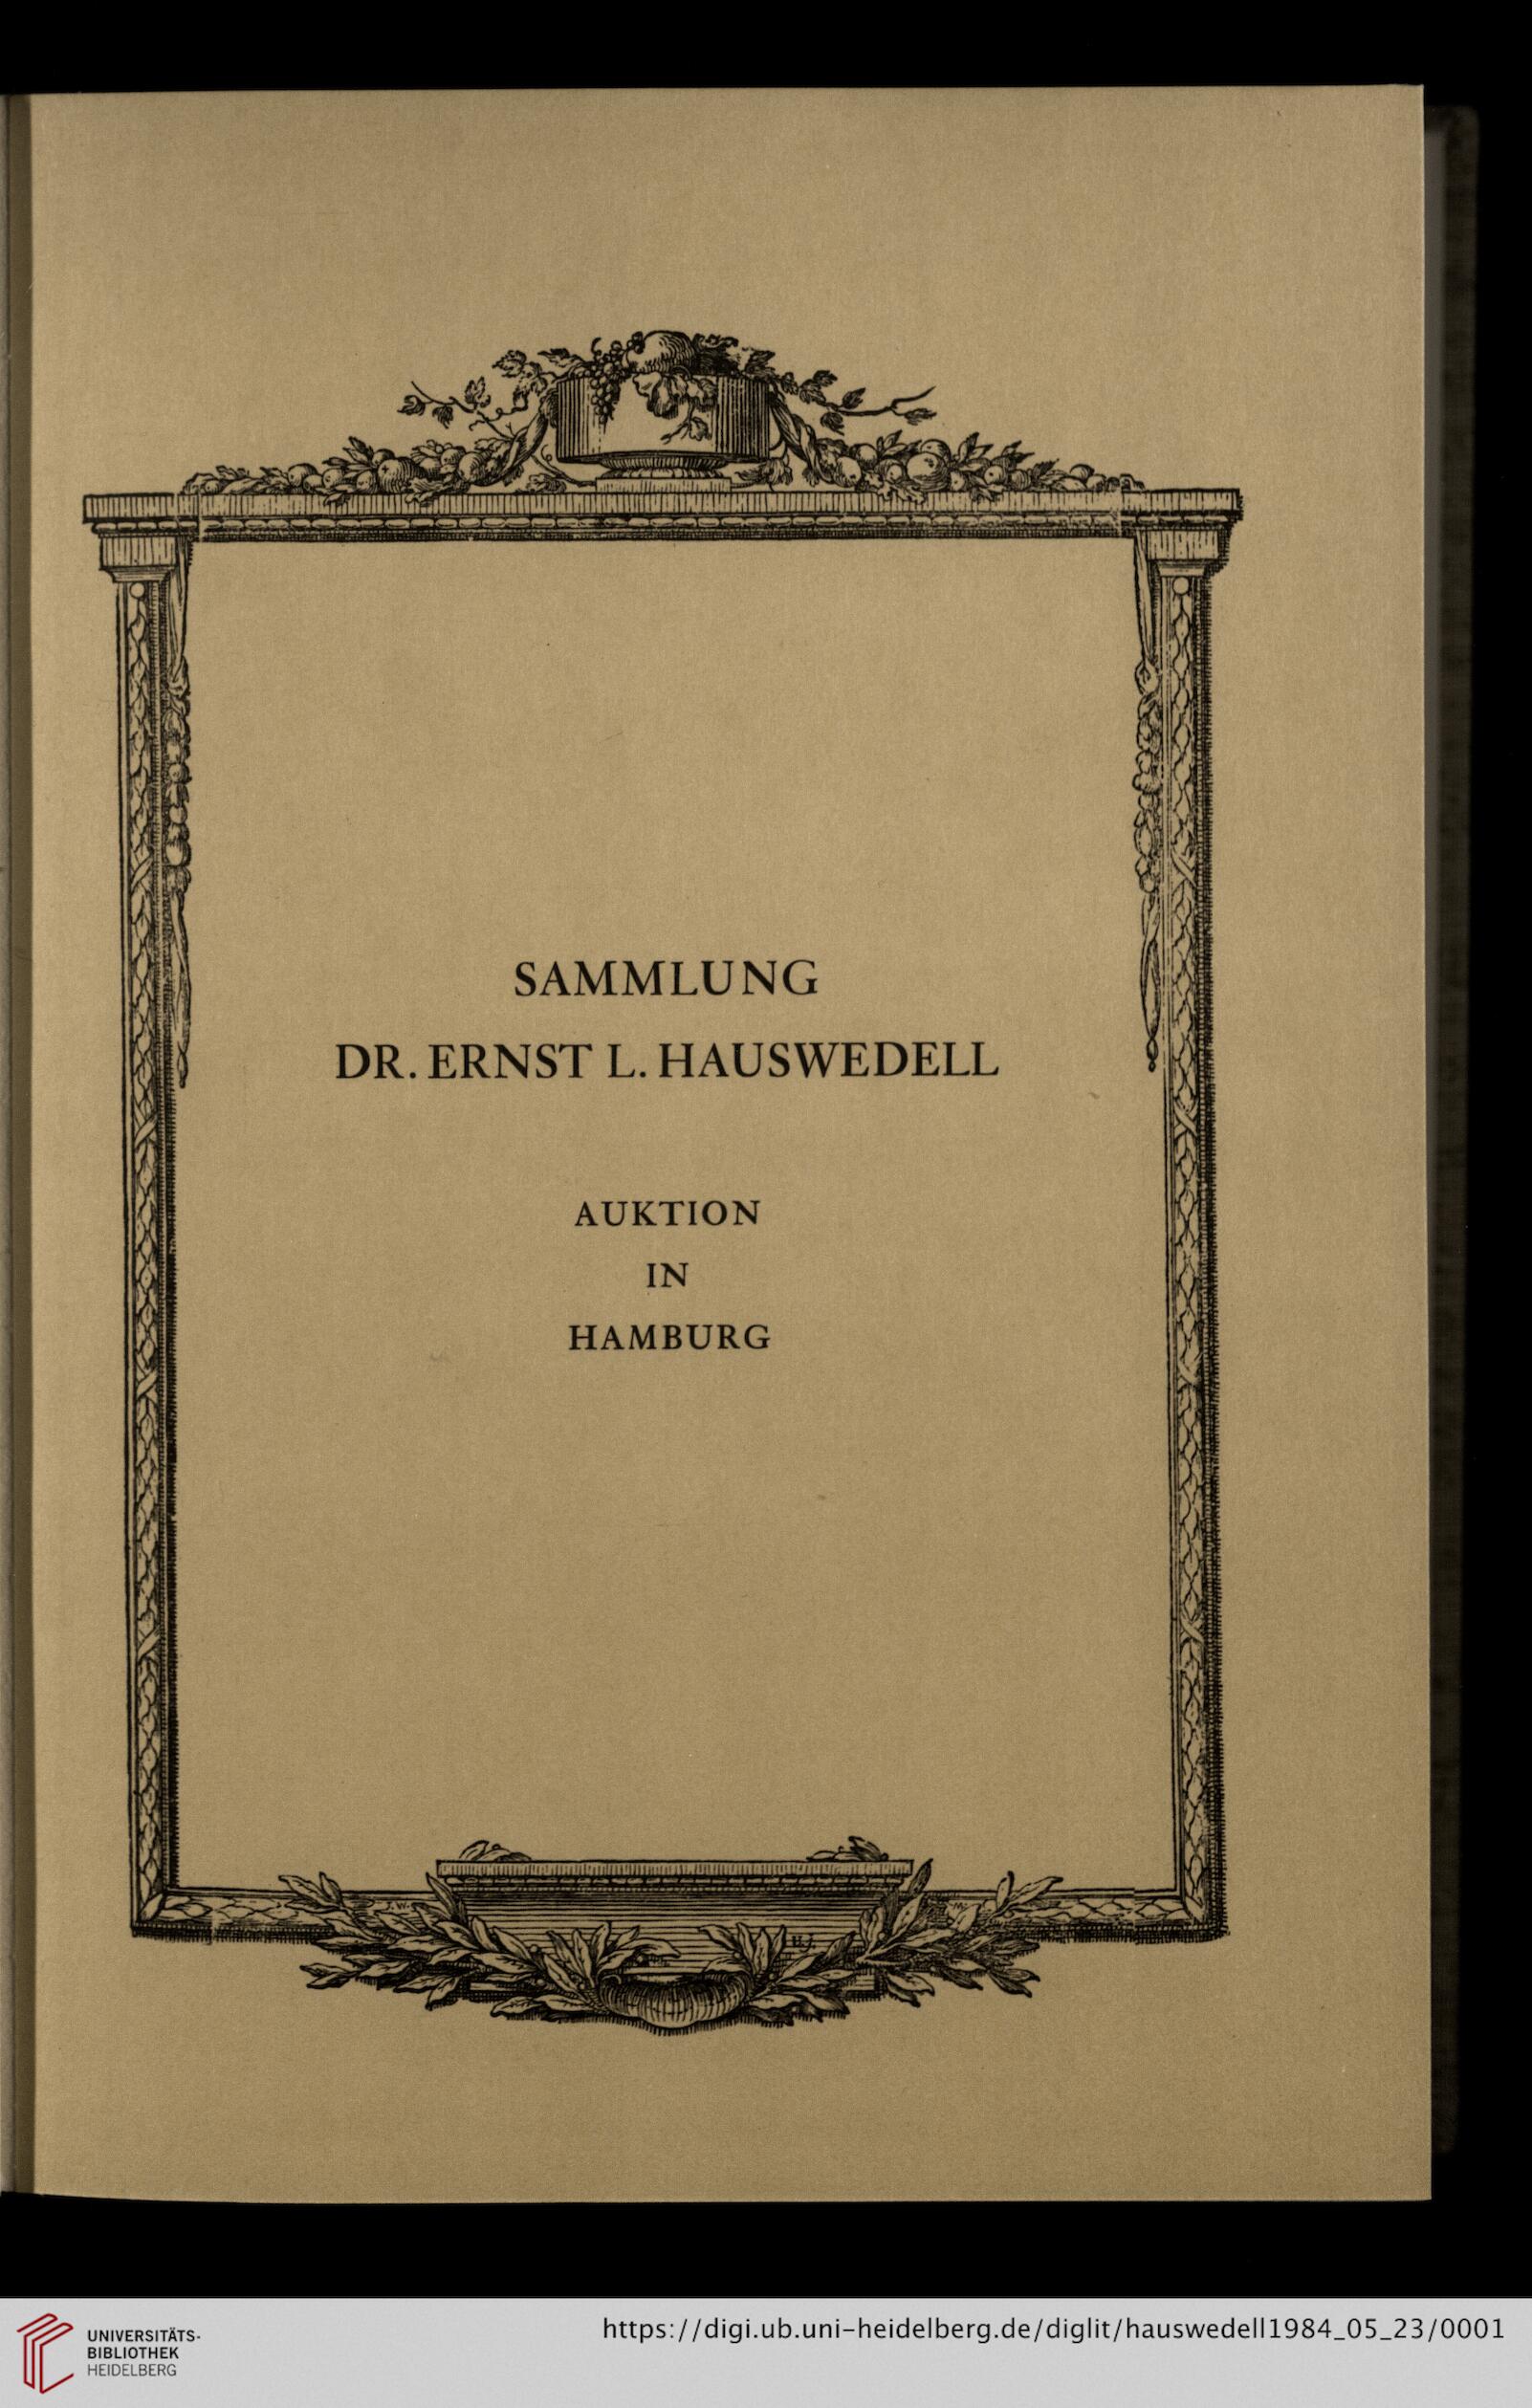 SAMMLUNG
DR. ERNST L. HAUSWEDELL
AUKTION
IN
HAMBURG
J.W.
H.J.
UNIVERSITÄTS-
BIBLIOTHEK
HEIDELBERG
https://digi.ub.uni-heidelberg.de/diglit/hauswedell1984_05_23/0001